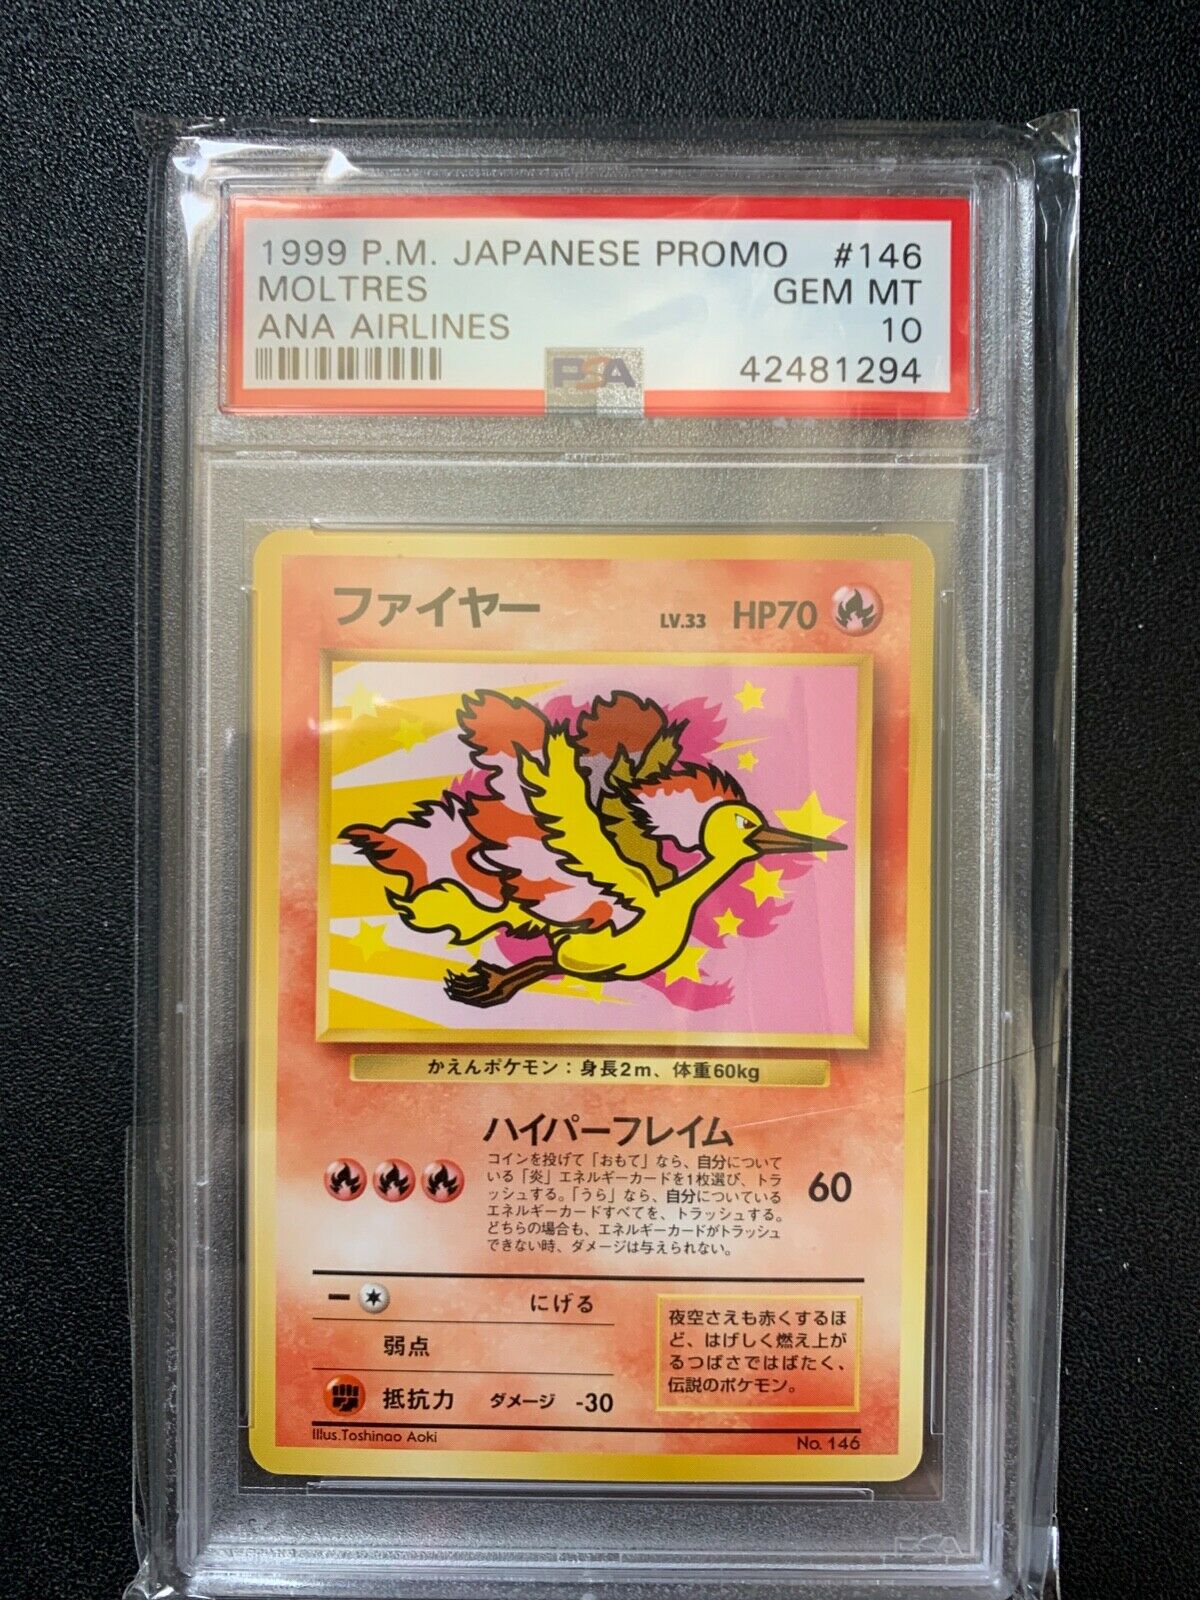 1999 P.M. JAPANESE PROMO #146
MOLTRES GEM MT
ANA AIRLINES 10
PSA
42481294
ファイヤー LV.33 HP70
かえんポケモン：身長2m、体重60kg
ハイパーフレイム
コインを投げて「おもて」なら、自分につい
ている「炎」エネルギーカードを1枚選び、トラ
ッシュする。「うら」なら、自分についている
エネルギーカードすべてを、トラッシュする。
どちらの場合も、エネルギーカードがトラッシュ
できない時、ダメージは与えられない。
60
にげる
弱点
抵抗力 ダメージ -30
夜空さえも赤くするほ
ど、はげしく燃え上が
るつばさではばたく、
伝説のポケモン。
Illus.Toshinao Aoki
No. 146
PSA